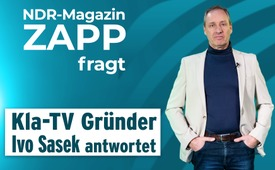 NDR-Magazin
ZAPP
fragt
Kla-TV Gründer
Ivo Sasek antwortet